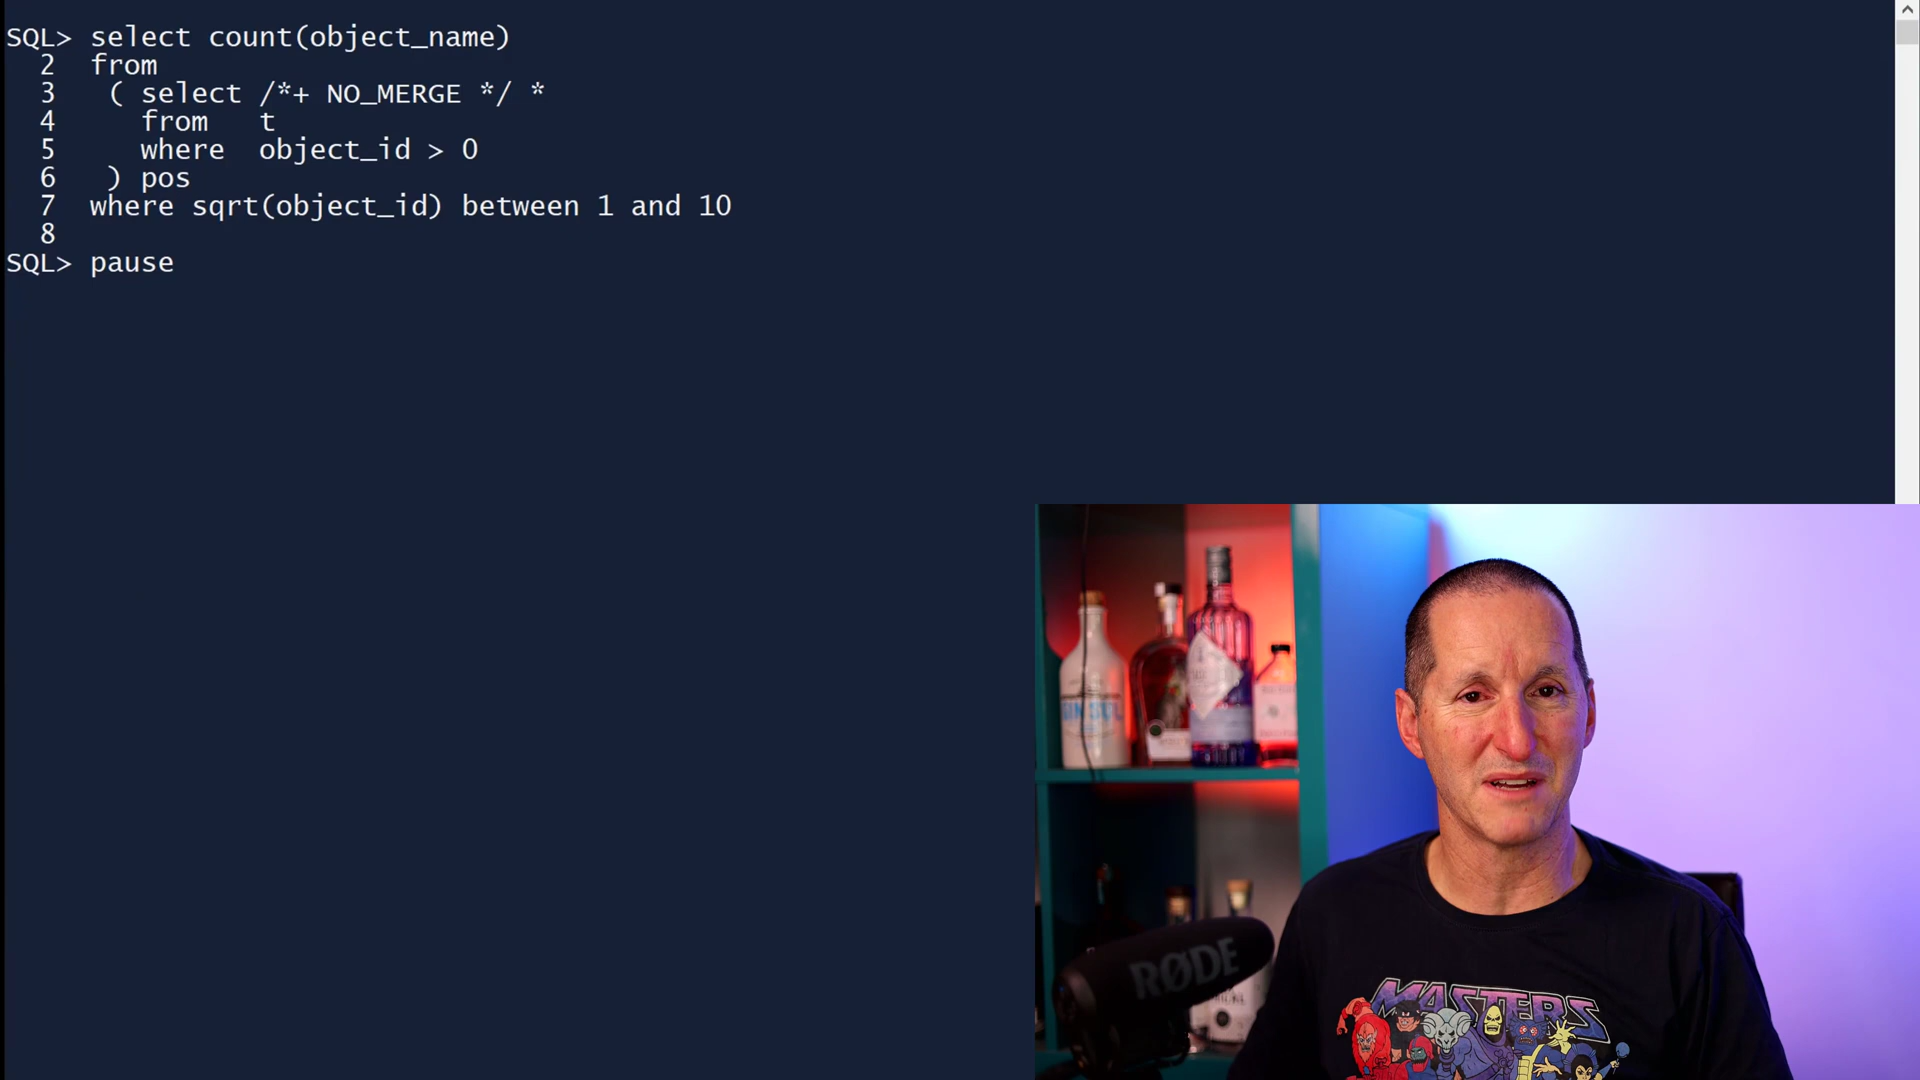 SQL> select count(object_name)
2 from
3 ( select /*+ NO_MERGE */ *
4 from t
5 where object_id > 0
6 ) pos
7 where sqrt(object_id) between 1 and 10
8
SQL> pause
RØDE
MASTERS